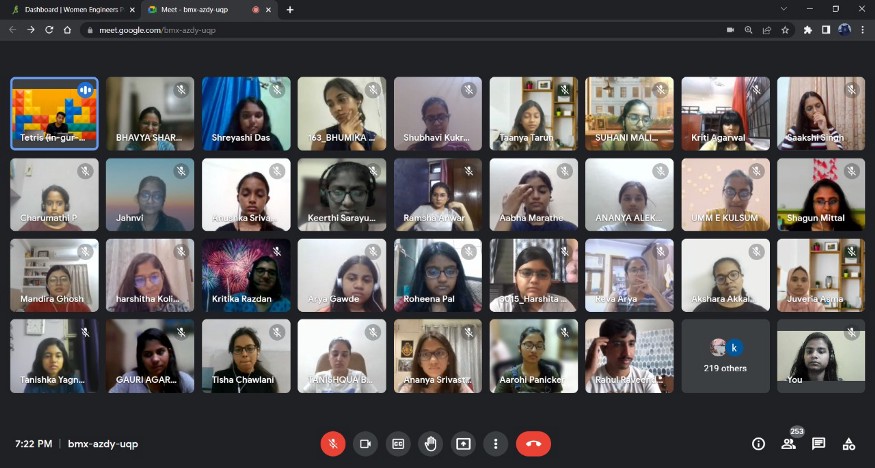 Dashboard | Women Engineers P
Meet - bmx-azdy-uqp
meet.google.com/bmx-azdy-uqp
Tetris (In-gur-...
BHAVYA SHAR...
Shreyashi Das
163_BHUMIKA ...
Shubhavi Kukr...
Taanya Tarun
SUHANI MALI...
Kriti Agarwal
Saakshi Singh
Charumathi P
Jahnvi
Anushka Sriva...
Keerthi Sarayu...
Ramsha Anwar
Aabha Marathe
ANANYA ALEK...
UMM E KULSUM
Shagun Mittal
Mandira Ghosh
harshitha Koli...
Kritika Razdan
Arya Gawde
Roheena Pal
Reva Arya
Akshara Akkal...
Juveria Asma
Tanishka Yagn...
GAURI AGAR...
Tisha Chawlani
TANISHQUA B...
Ananya Srivast...
Aarohi Panicker
k
219 others
You
7:22 PM | bmx-azdy-uqp
253